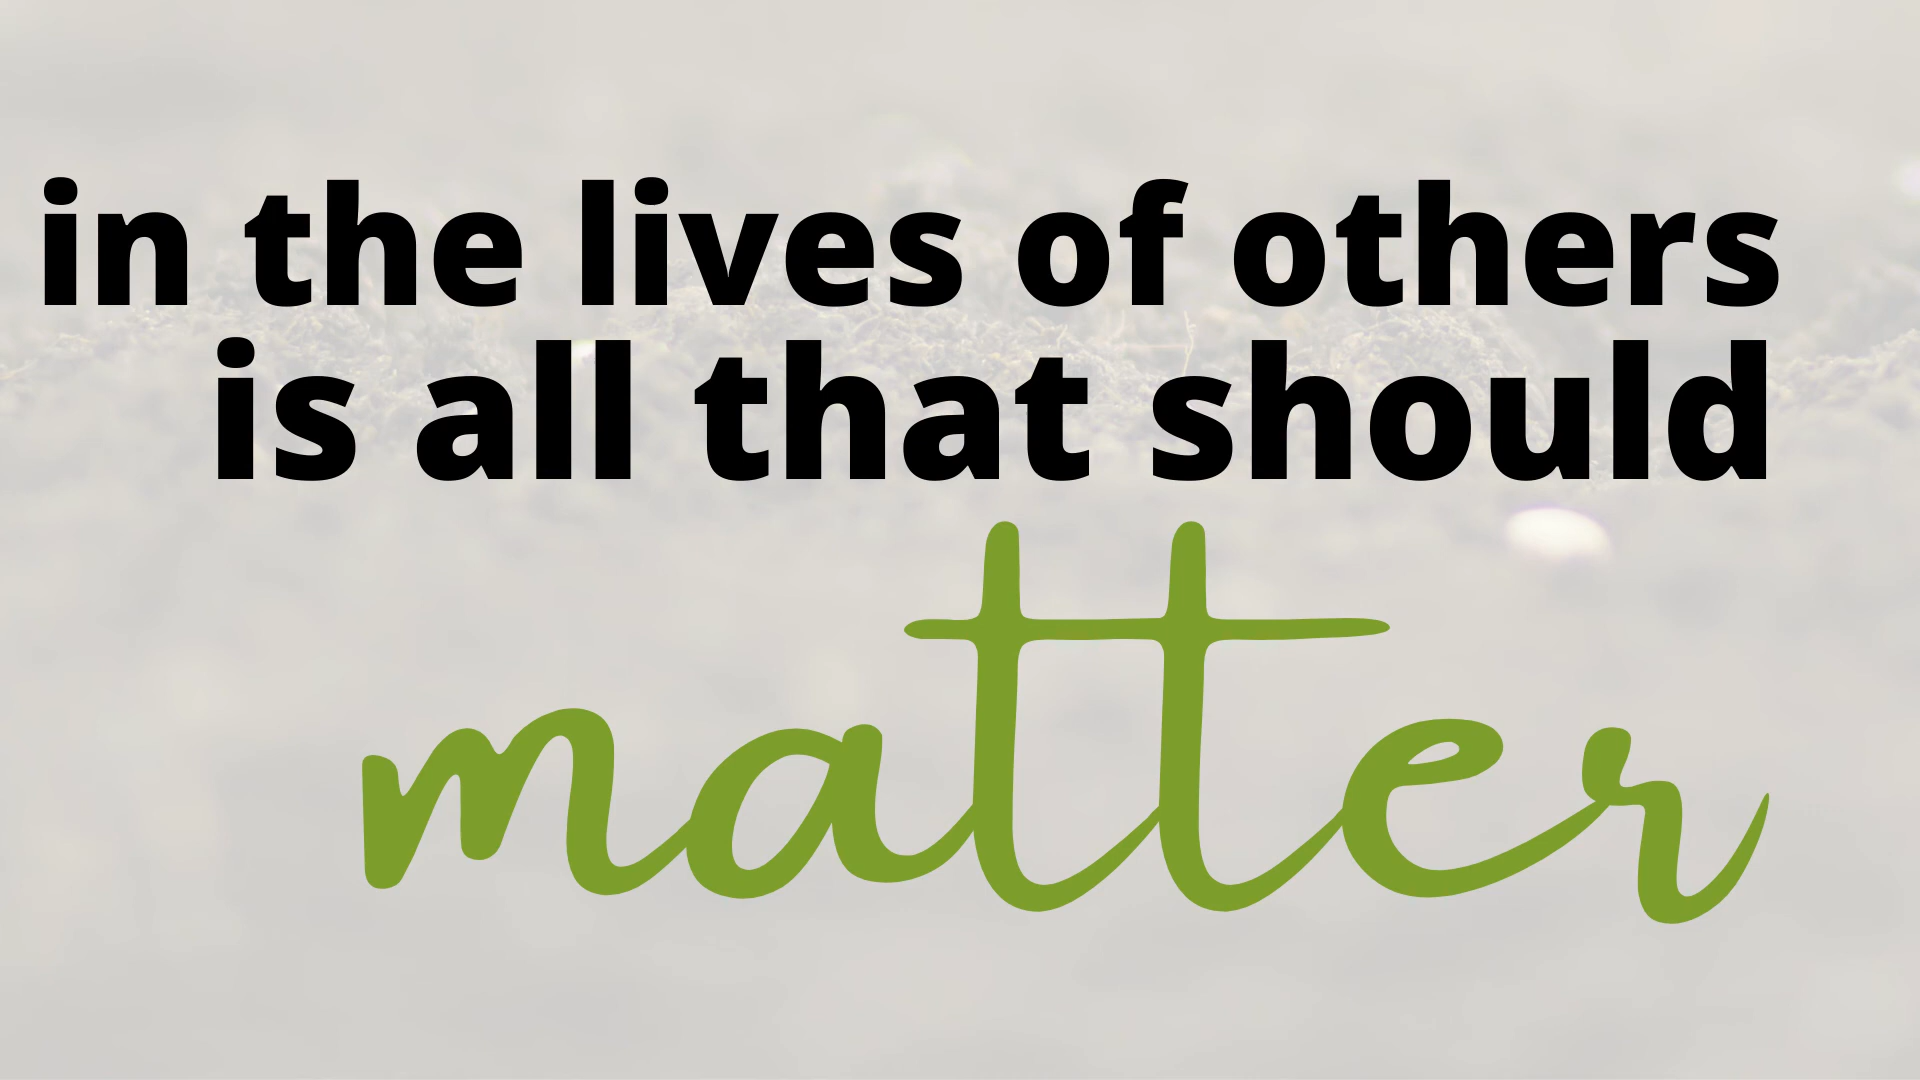 in the lives of others
is all that should
matter